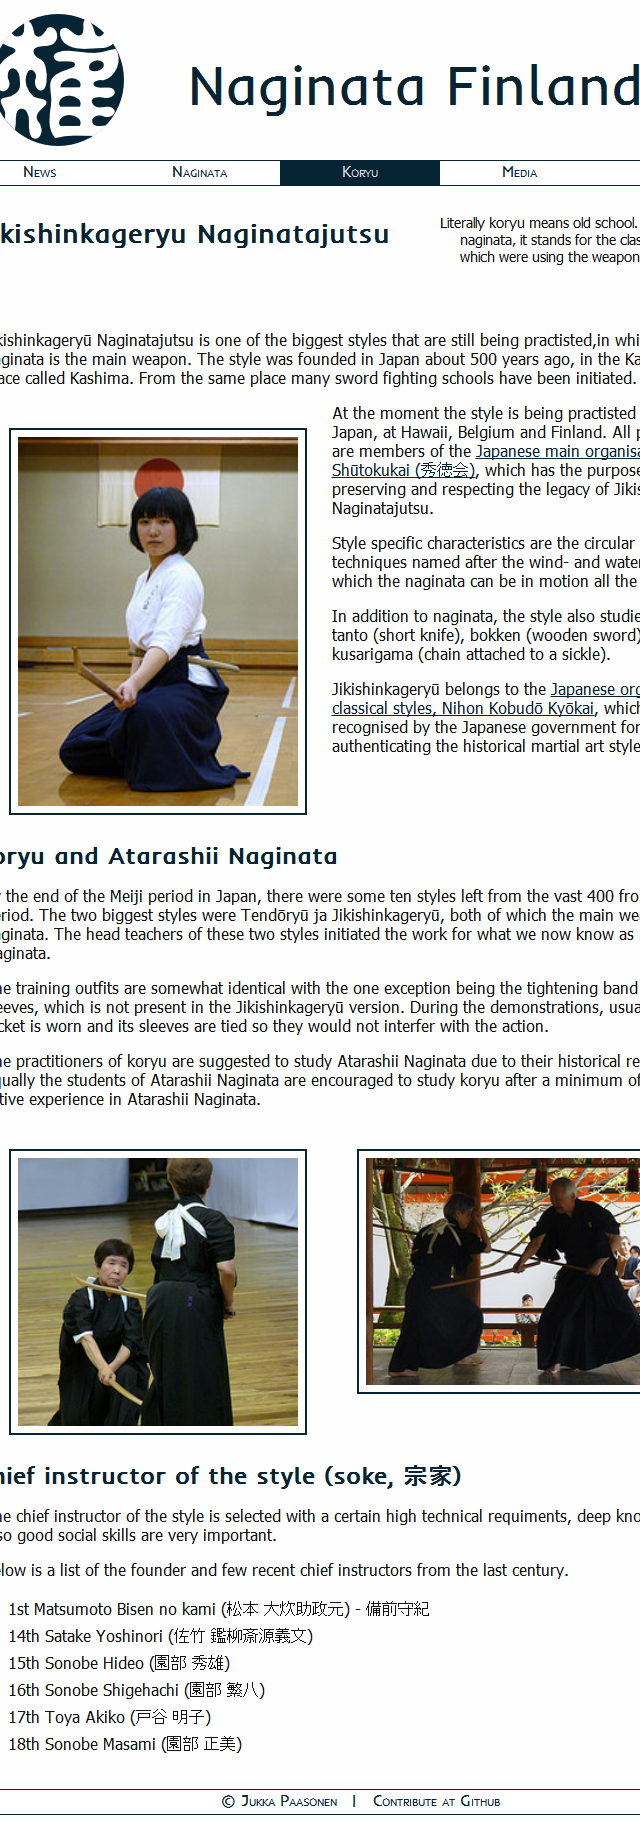 Naginata Finland
News Naginata Koryu Media
kishinkageryu Naginatajutsu
Literally koryu means old school.
naginata, it stands for the clas
which were using the weapon
kishinkageryū Naginatajutsu is one of the biggest styles that are still being practisted,in whi
ginata is the main weapon. The style was founded in Japan about 500 years ago, in the Ka
ace called Kashima. From the same place many sword fighting schools have been initiated.
At the moment the style is being practisted
Japan, at Hawaii, Belgium and Finland. All p
are members of the Japanese main organisa
Shūtokukai (秀徳会), which has the purpose
preserving and respecting the legacy of Jikis
Naginatajutsu.
Style specific characteristics are the circular
techniques named after the wind- and water
which the naginata can be in motion all the
In addition to naginata, the style also studie
tanto (short knife), bokken (wooden sword)
kusarigama (chain attached to a sickle).
Jikishinkageryū belongs to the Japanese org
classical styles, Nihon Kobudō Kyōkai, which
recognised by the Japanese government for
authenticating the historical martial art style
oryu and Atarashii Naginata
y the end of the Meiji period in Japan, there were some ten styles left from the vast 400 fro
eriod. The two biggest styles were Tendōryū ja Jikishinkageryū, both of which the main wea
aginata. The head teachers of these two styles initiated the work for what we now know as
aginata.
he training outfits are somewhat identical with the one exception being the tightening band
eeves, which is not present in the Jikishinkageryū version. During the demonstrations, usua
cket is worn and its sleeves are tied so they would not interfer with the action.
he practitioners of koryu are suggested to study Atarashii Naginata due to their historical re
qually the students of Atarashii Naginata are encouraged to study koryu after a minimum of
tive experience in Atarashii Naginata.
hief instructor of the style (soke, 宗家)
he chief instructor of the style is selected with a certain high technical requiments, deep kno
so good social skills are very important.
elow is a list of the founder and few recent chief instructors from the last century.
1st Matsumoto Bisen no kami (松本 大炊助政元) - 備前守紀
14th Satake Yoshinori (佐竹 鑑柳斎源義文)
15th Sonobe Hideo (園部 秀雄)
16th Sonobe Shigehachi (園部 繁八)
17th Toya Akiko (戸谷 明子)
18th Sonobe Masami (園部 正美)
© Jukka Paasonen | Contribute at Github